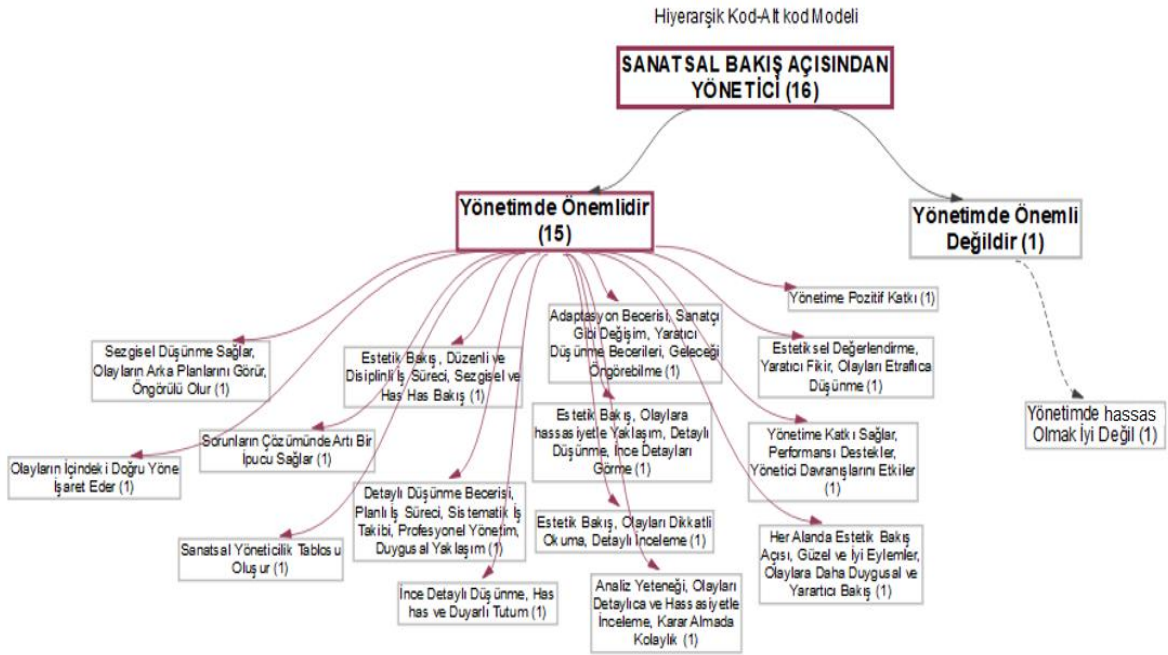 Hiyerarşik Kod-Alt kod Modeli
SANATSAL BAKIŞ AÇISINDAN
YÖNETİCİ (16)
Yönetimde Önemlidir
(15)
Yönetimde Önemli
Değildir (1)
Yönetime Pozitif Katkı (1)
Adaptasyon Becerisi, Sanatçı
Gibi Değişim, Yaratıcı
Düşünme Becerileri, Geleceği
Öngörebilme (1)
Sezgisel Düşünme Sağlar,
Olayların Arka Planlarını Görür,
Öngörülü Olur (1)
Estetik Bakış , Düzenli ve
Disiplinli İş Süreci, Sezgisel ve
Has Has Bakış (1)
Estetiksel Değerlendirme,
Yaratıcı Fikir, Olayları Etraflıca
Düşünme (1)
Yönetimde hassas
Olmak İyi Değil (1)
Estetik Bakış, Olaylara
hassasiyetle Yaklaşım, Detaylı
Düşünme, İnce Detayları
Görme (1)
Sorunların Çözümünde Artı Bir
İpucu Sağlar (1)
Yönetime Katkı Sağlar,
Performansı Destekler,
Yönetici Davranışlarını Etkiler
(1)
Olayların İçindeki Doğru Yöne
İşaret Eder (1)
Detaylı Düşünme Becerisi,
Planlı İş Süreci, Sistematik İş
Takibi, Profesyonel Yönetim,
Duygusal Yaklaşım (1)
Estetik Bakış, Olayları Dikkatli
Okuma, Detaylı İnceleme (1)
Her Alanda Estetik Bakış
Açısı, Güzel ve İyi Eylemler,
Olaylara Daha Duygusal ve
Yarartıcı Bakış (1)
Sanatsal Yöneticilik Tablosu
Oluşur (1)
İnce Detaylı Düşünme, Has
has ve Duyarlı Tutum (1)
Analiz Yeteneği, Olayları
Detaylıca ve Hassasiyetle
İnceleme, Karar Almada
Kolaylık (1)